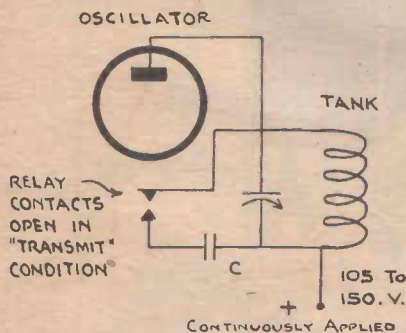 OSCILLATOR
TANK
RELAY
CONTACTS
OPEN IN
"TRANSMIT"
CONDITION
C
105 TO
150. V.
+
CONTINUOUSLY APPLIED